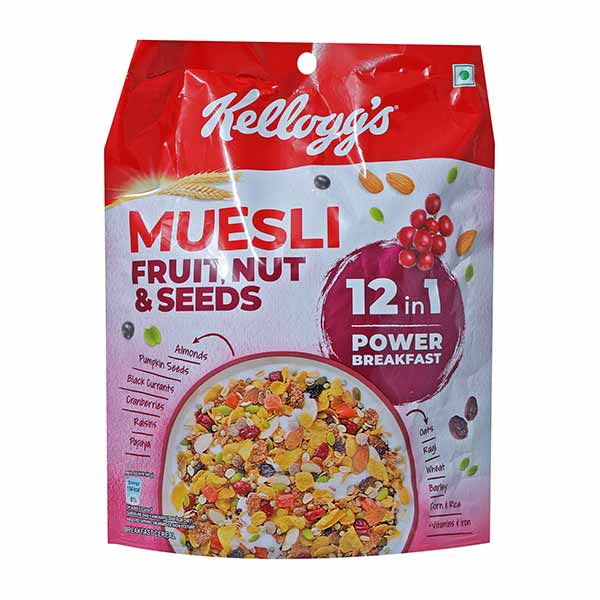 Kellogg's
MUESLI
FRUIT, NUT
& SEEDS
12 in 1
POWER
BREAKFAST
Almonds
Pumpkin Seeds
Black Currants
Cranberries
Raisins
Papaya
Oats
Ragi
Wheat
Barley
Corn & Rice
+Vitamins & Iron
Energy
BREAKFAST CEREAL